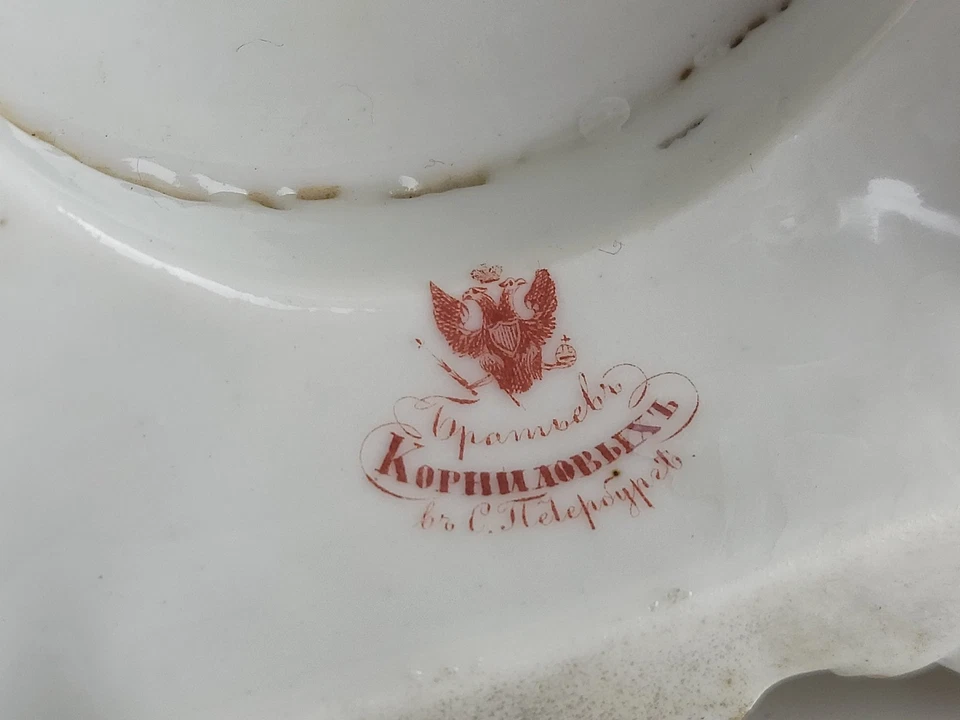 Братьевъ
Корниловыхъ
въ С. Петербургѣ